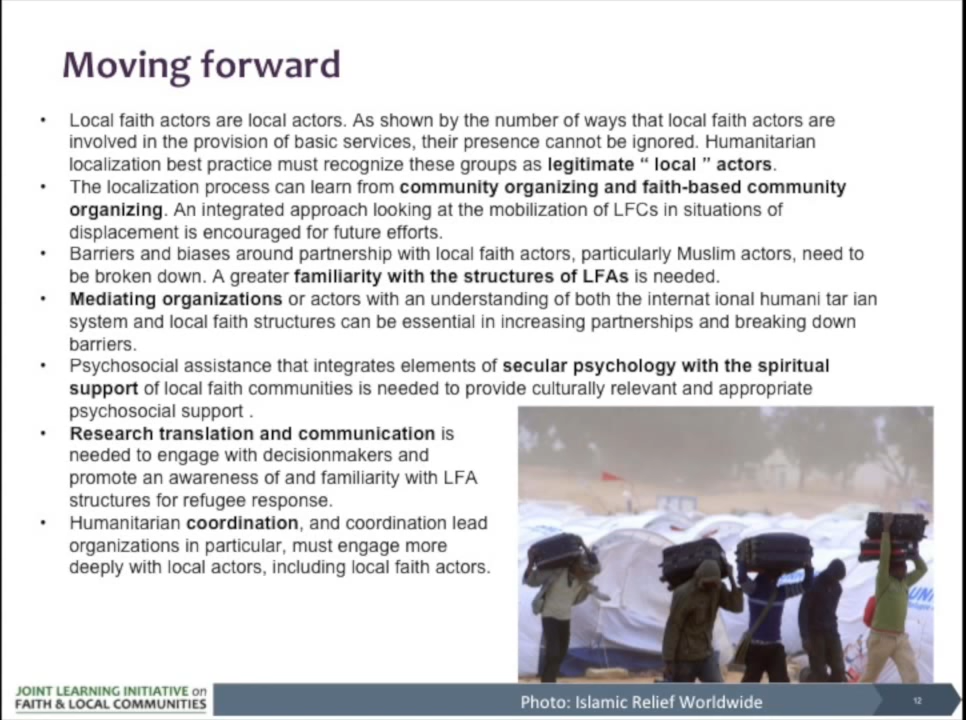 Moving forward
• Local faith actors are local actors. As shown by the number of ways that local faith actors are
involved in the provision of basic services, their presence cannot be ignored. Humanitarian
localization best practice must recognize these groups as legitimate “ local ” actors.
• The localization process can learn from community organizing and faith-based community
organizing. An integrated approach looking at the mobilization of LFCs in situations of
displacement is encouraged for future efforts.
• Barriers and biases around partnership with local faith actors, particularly Muslim actors, need to
be broken down. A greater familiarity with the structures of LFAs is needed.
• Mediating organizations or actors with an understanding of both the internat ional humani tar ian
system and local faith structures can be essential in increasing partnerships and breaking down
barriers.
• Psychosocial assistance that integrates elements of secular psychology with the spiritual
support of local faith communities is needed to provide culturally relevant and appropriate
psychosocial support .
• Research translation and communication is
needed to engage with decisionmakers and
promote an awareness of and familiarity with LFA
structures for refugee response.
• Humanitarian coordination, and coordination lead
organizations in particular, must engage more
deeply with local actors, including local faith actors.
JOINT LEARNING INITIATIVE on
FAITH & LOCAL COMMUNITIES
Photo: Islamic Relief Worldwide
12